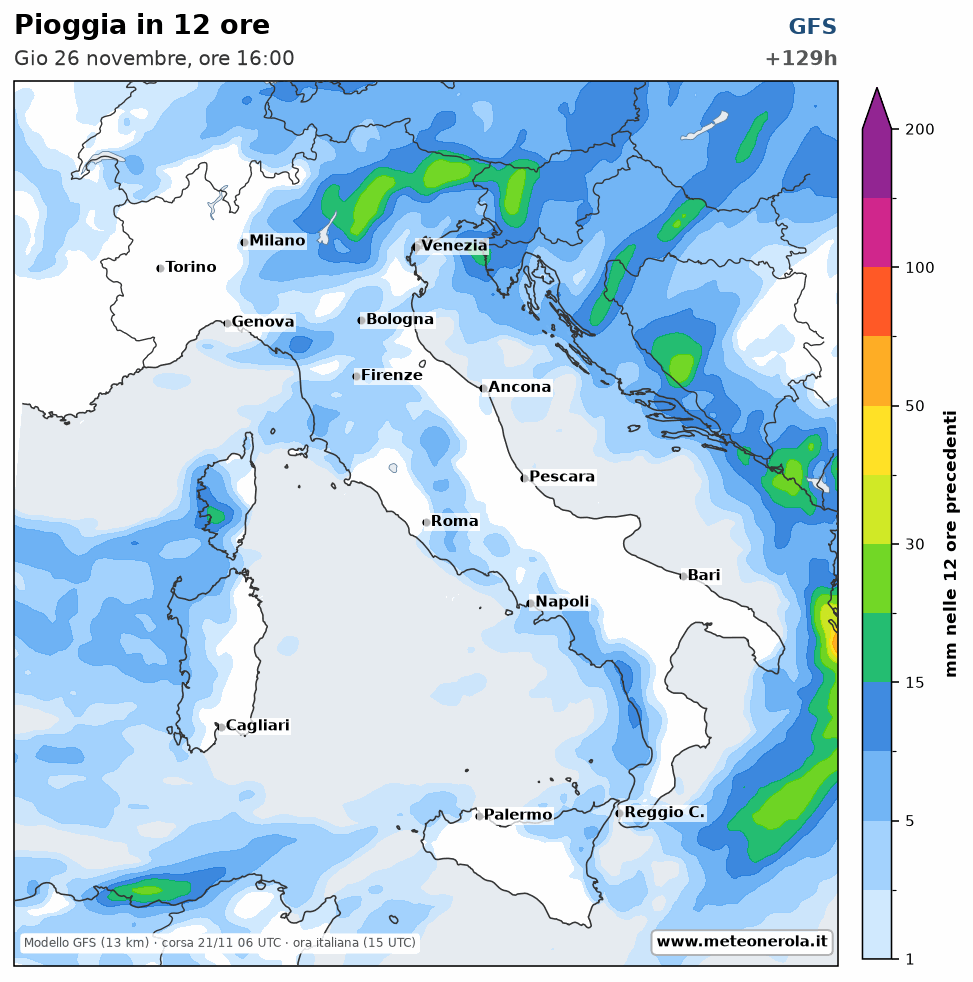 Pioggia in 12 ore
GFS
Gio 26 novembre, ore 16:00
+129h
Milano
Venezia
Torino
Genova
Bologna
Firenze
Ancona
Pescara
Roma
Bari
Napoli
Cagliari
Palermo
Reggio C.
200
100
50
30
15
5
1
mm nelle 12 ore precedenti
Modello GFS (13 km) · corsa 21/11 06 UTC · ora italiana (15 UTC)
www.meteonerola.it